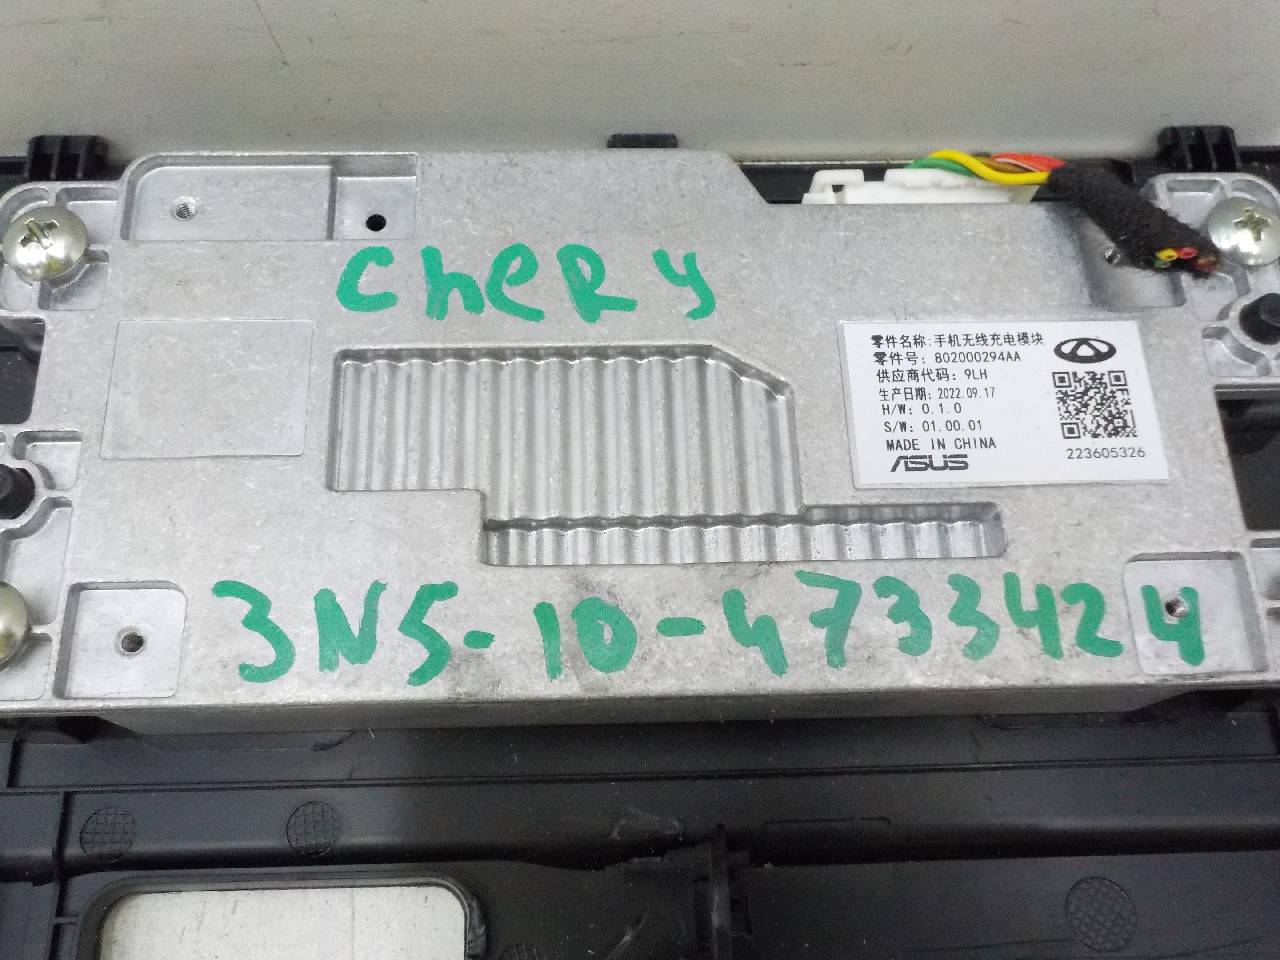 CheRy
零件名称:手机无线充电模块
零件号: 802000294AA
供应商代码: 9LH
生产日期: 2022.09.17
H/W: 0.1.0
S/W: 01.00.01
MADE IN CHINA
ASUS
223605326
3N5-10-4733424